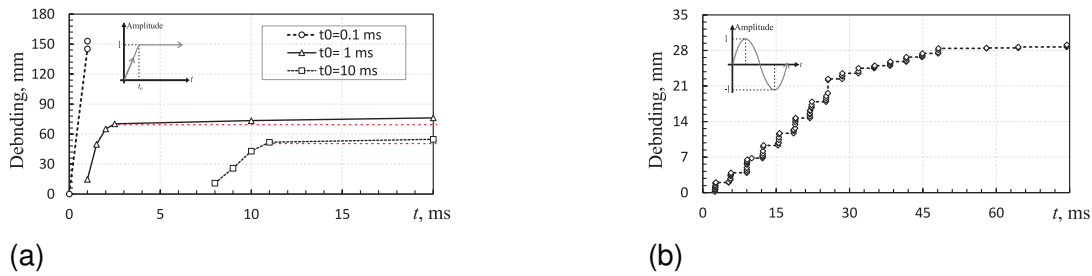 Debnding, mm
180
150
120
90
60
30
0
0
5
10
15
t, ms
Amplitude
1
t₀
t
t0=0.1 ms
t0= 1 ms
t0=10 ms
(a)
Debnding, mm
35
28
21
14
7
0
0
15
30
45
60
t, ms
Amplitude
1
-1
t
(b)